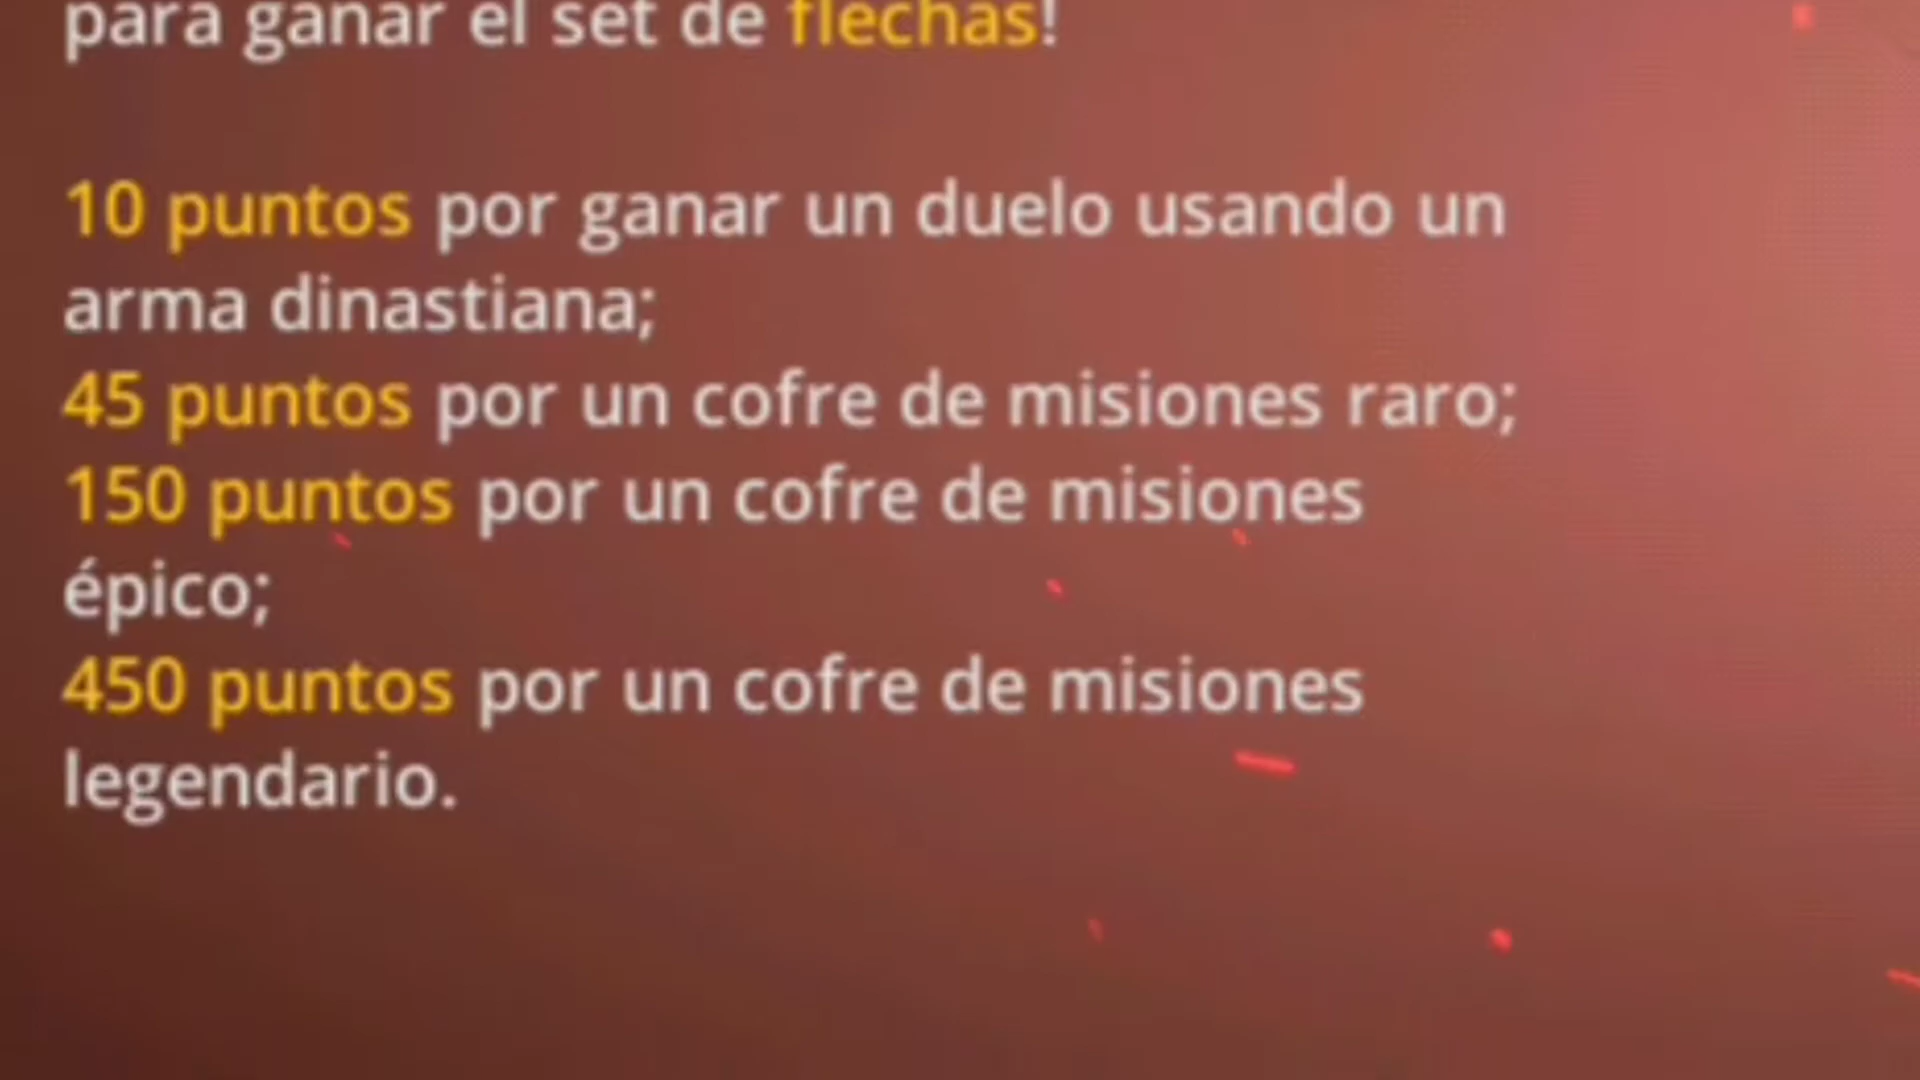 para ganar el set de flechas!
10 puntos por ganar un duelo usando un
arma dinastiana;
45 puntos por un cofre de misiones raro;
150 puntos por un cofre de misiones
épico;
450 puntos por un cofre de misiones
legendario.